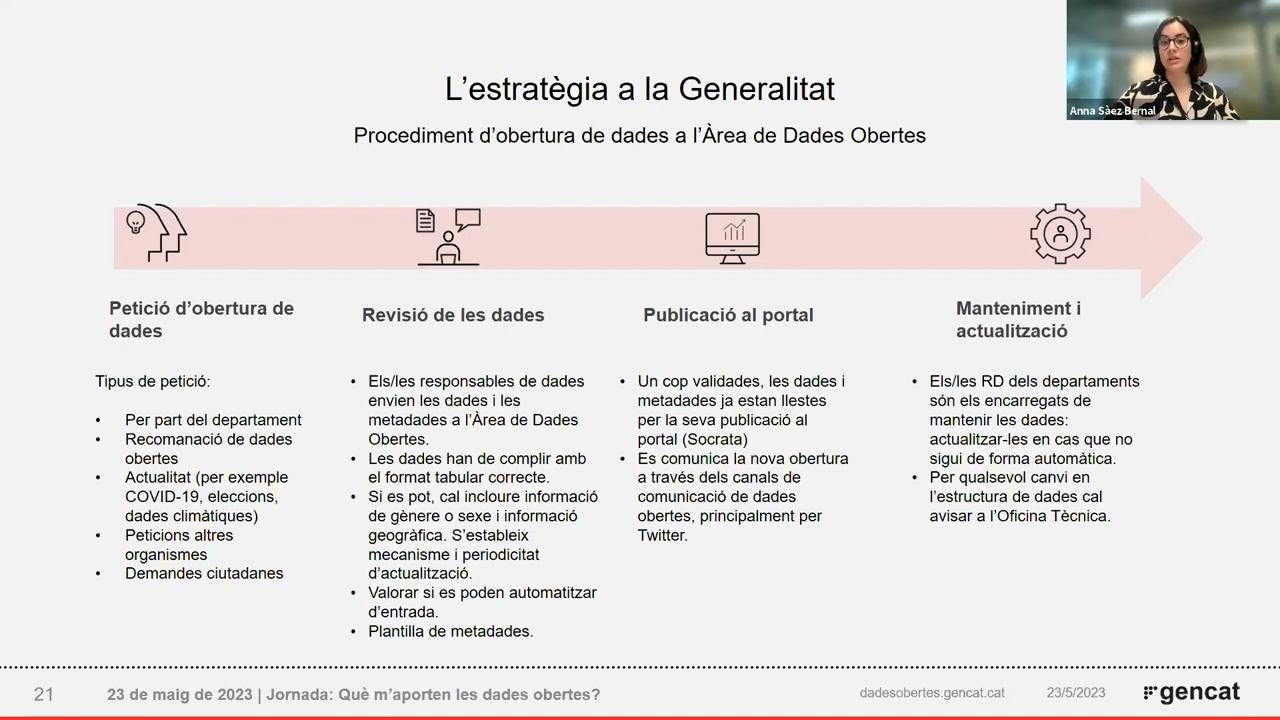 L’estratègia a la Generalitat
Procediment d’obertura de dades a l’Àrea de Dades Obertes
Anna Sàez Bernal
Petició d’obertura de
dades
Tipus de petició:
• Per part del departament
• Recomanació de dades
obertes
• Actualitat (per exemple
COVID-19, eleccions,
dades climàtiques)
• Peticions altres
organismes
• Demandes ciutadanes
Revisió de les dades
• Els/les responsables de dades
envien les dades i les
metadades a l’Àrea de Dades
Obertes.
• Les dades han de complir amb
el format tabular correcte.
• Si es pot, cal incloure informació
de gènere o sexe i informació
geogràfica. S’estableix
mecanisme i periodicitat
d’actualització.
• Valorar si es poden automatitzar
d’entrada.
• Plantilla de metadades.
Publicació al portal
• Un cop validades, les dades i
metadades ja estan llestes
per la seva publicació al
portal (Socrata)
• Es comunica la nova obertura
a través dels canals de
comunicació de dades
obertes, principalment per
Twitter.
Manteniment i
actualització
• Els/les RD dels departaments
són els encarregats de
mantenir les dades:
actualitzar-les en cas que no
sigui de forma automàtica.
• Per qualsevol canvi en
l’estructura de dades cal
avisar a l’Oficina Tècnica.
21
23 de maig de 2023 | Jornada: Què m’aporten les dades obertes?
dadesobertes.gencat.cat
23/5/2023
gencat